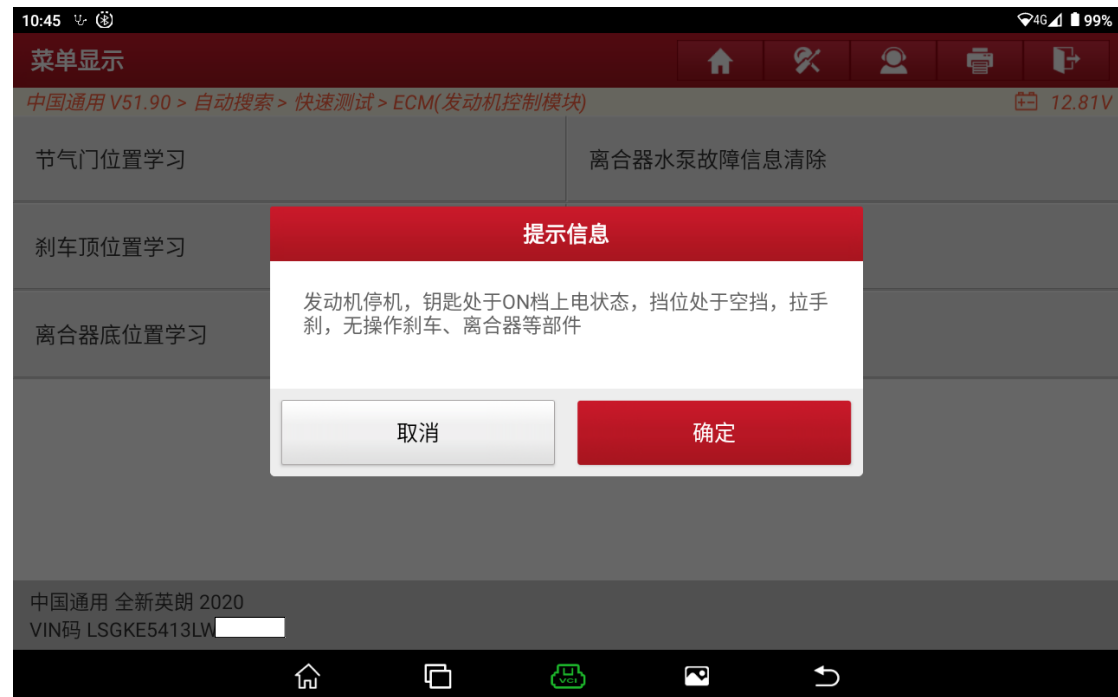 10:45
4G 99%
菜单显示
中国通用 V51.90 > 自动搜索 > 快速测试 > ECM(发动机控制模块)
12.81V
节气门位置学习
离合器水泵故障信息清除
刹车顶位置学习
离合器底位置学习
提示信息
发动机停机，钥匙处于ON档上电状态，挡位处于空挡，拉手
刹，无操作刹车、离合器等部件
取消
确定
中国通用 全新英朗 2020
VIN码 LSGKE5413LW
VCI